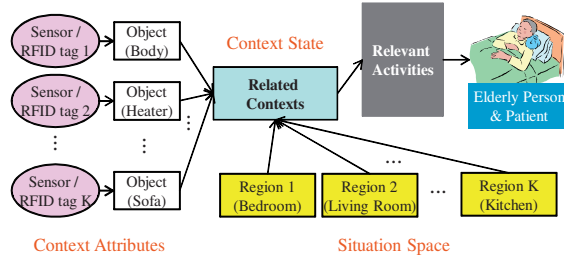 Sensor /
RFID tag 1
Object
(Body)
Context State
Relevant
Activities
Sensor /
RFID tag 2
Object
(Heater)
Related
Contexts
Elderly Person
& Patient
...
...
...
...
Sensor /
RFID tag K
Object
(Sofa)
Region 1
(Bedroom)
Region 2
(Living Room)
...
Region K
(Kitchen)
Context Attributes
Situation Space